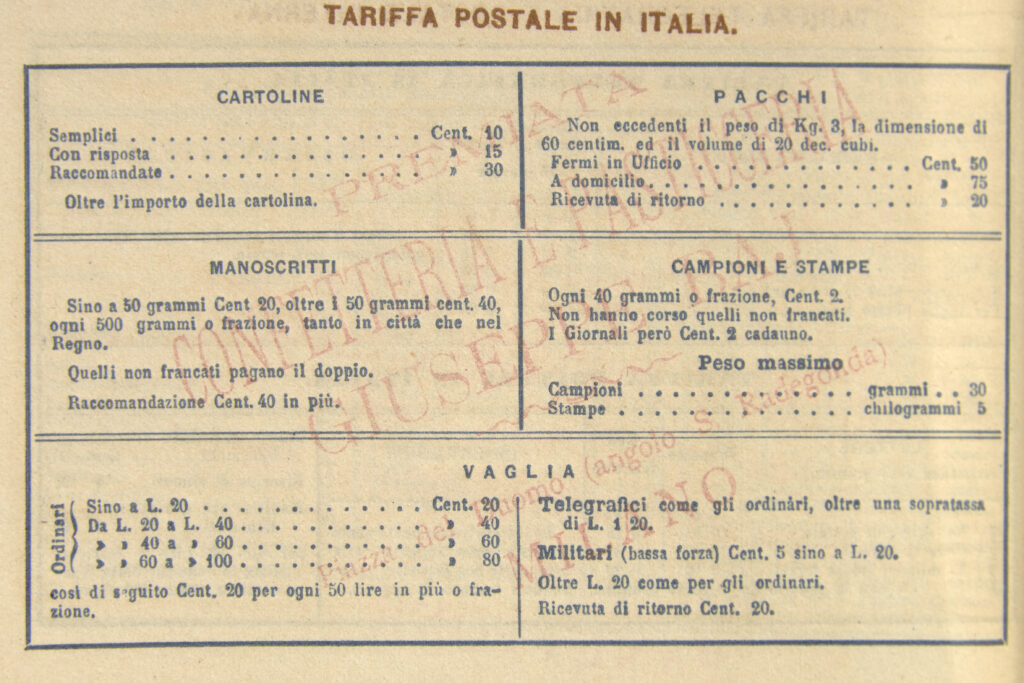 TARIFFA POSTALE IN ITALIA.
CARTOLINE
Semplici . . . . . . . . . . . . . . . . Cent. 10
Con risposta . . . . . . . . . . . . . . » 15
Raccomandate . . . . . . . . . . . . . » 30
Oltre l'importo della cartolina.
PACCHI
Non eccedenti il peso di Kg. 3, la dimensione di
60 centim. ed il volume di 20 dec. cubi.
Fermi in Ufficio . . . . . . . . . . . . Cent. 50
A domicilio. . . . . . . . . . . . . . . » 75
Ricevuta di ritorno . . . . . . . . . . » 20
MANOSCRITTI
Sino a 50 grammi Cent 20, oltre i 50 grammi cent. 40,
ogni 500 grammi o frazione, tanto in città che nel
Regno.
Quelli non francati pagano il doppio.
Raccomandazione Cent. 40 in più.
CAMPIONI E STAMPE
Ogni 40 grammi o frazione, Cent. 2.
Non hanno corso quelli non francati.
I Giornali però Cent. 2 cadauno.
Peso massimo
Campioni . . . . . . . . . . . . grammi . . 30
Stampe . . . . . . . . . . . . . chilogrammi 5
VAGLIA
Ordinari
Sino a L. 20 . . . . . . . . . . . . Cent. 20
Da L. 20 a L. 40 . . . . . . . . . . » 40
» » 40 a » 60 . . . . . . . . . . » 60
» » 60 a » 100 . . . . . . . . . . » 80
così di seguito Cent. 20 per ogni 50 lire in più o fra-
zione.
Telegrafici come gli ordinàri, oltre una sopratassa
di L. 1 20.
Militari (bassa forza) Cent. 5 sino a L. 20.
Oltre L. 20 come per gli ordinari.
Ricevuta di ritorno Cent. 20.
PREMIATA
CONFETTERIA E PASTICCERIA
GIUSEPPE
Piazza del Duomo (angolo S. Radegonda)
MILANO